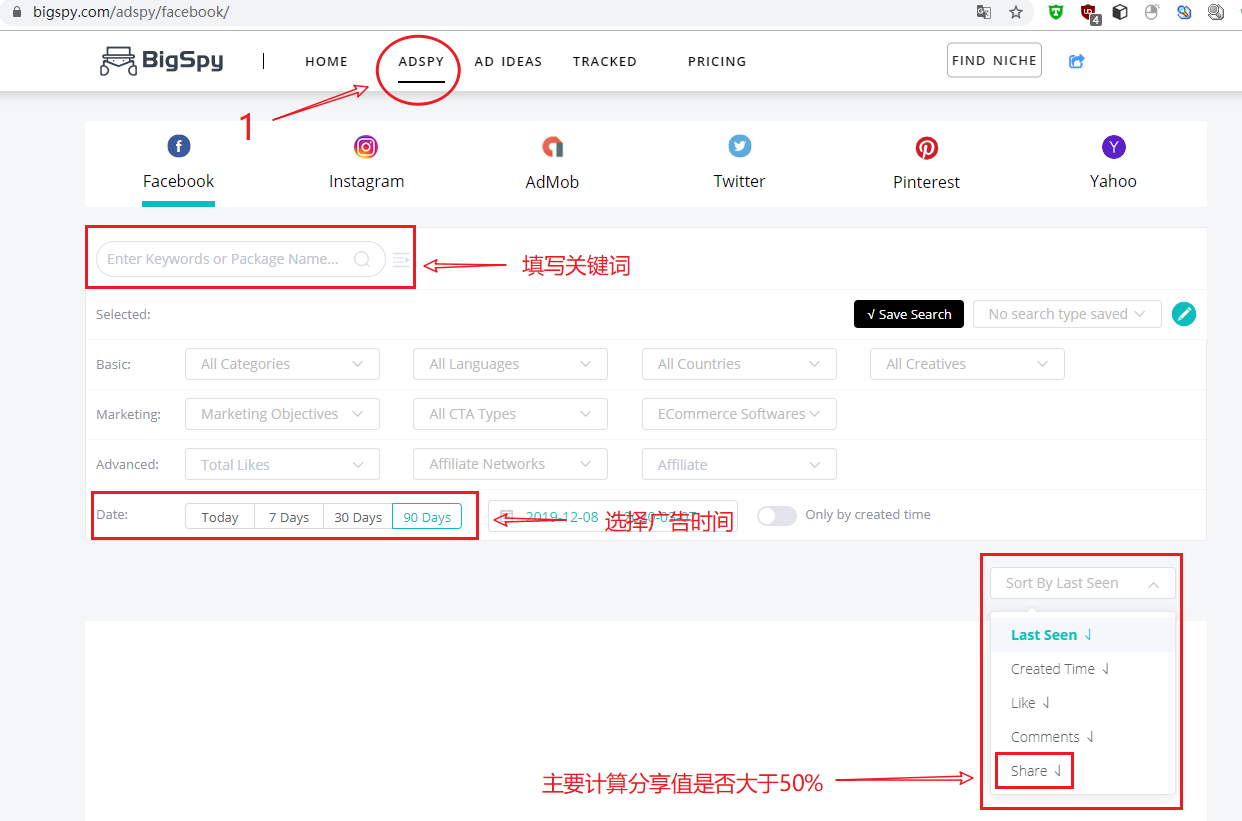 bigspy.com/adspy/facebook/
4
BigSpy | HOME ADSPY AD IDEAS TRACKED PRICING FIND NICHE
1
Facebook Instagram AdMob Twitter Pinterest Yahoo
Enter Keywords or Package Name... 填写关键词
Selected: √ Save Search No search type saved
Basic: All Categories All Languages All Countries All Creatives
Marketing: Marketing Objectives All CTA Types ECommerce Softwares
Advanced: Total Likes Affiliate Networks Affiliate
Date: Today 7 Days 30 Days 90 Days 2019-12-08 选择广告时间 Only by created time
Sort By Last Seen
Last Seen
Created Time
Like
Comments
Share
主要计算分享值是否大于50%